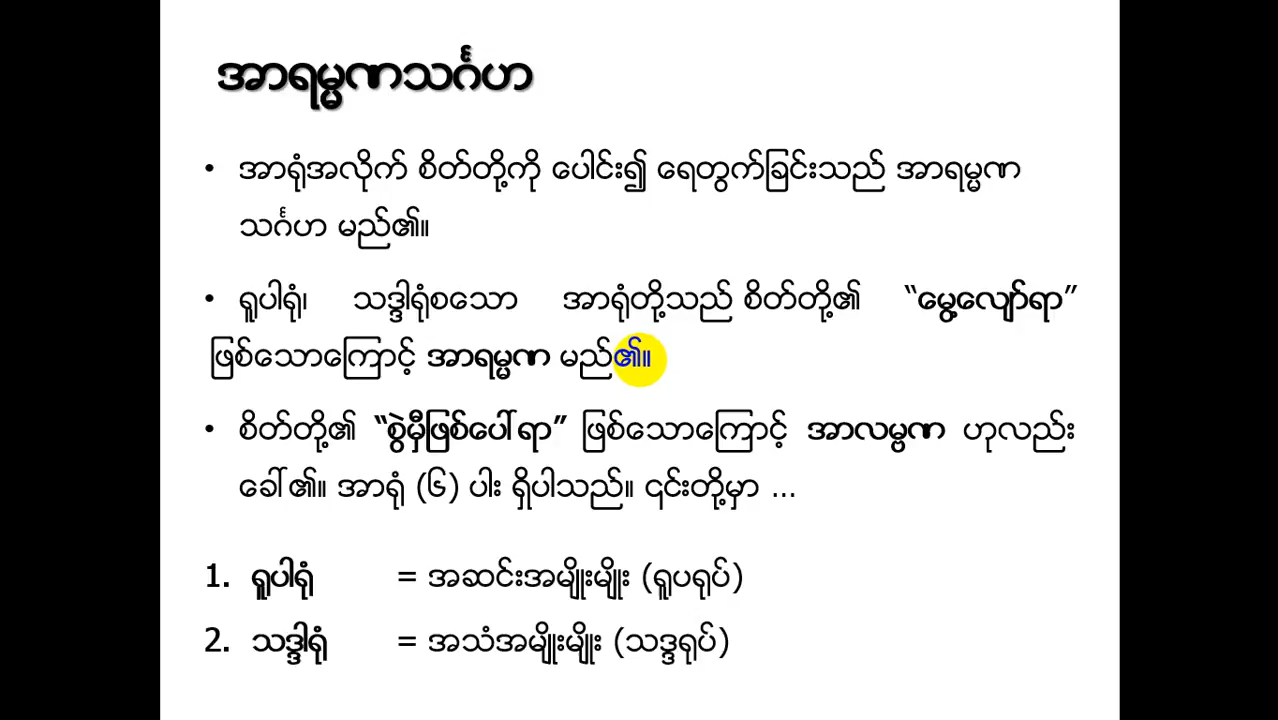 အာရမ္မဏသင်္ဂဟ
• အာရုံအလိုက် စိတ်တို့ကို ပေါင်း၍ ရေတွက်ခြင်းသည် အာရမ္မဏ
သင်္ဂဟ မည်၏။
• ရူပါရုံ၊ သဒ္ဒါရုံစသော အာရုံတို့သည် စိတ်တို့၏ “မွေ့လျော်ရာ”
ဖြစ်သောကြောင့် အာရမ္မဏ မည်၏။
• စိတ်တို့၏ “စွဲမှီဖြစ်ပေါ်ရာ” ဖြစ်သောကြောင့် အာလမ္ဗဏ ဟုလည်း
ခေါ်၏။ အာရုံ (၆) ပါး ရှိပါသည်။ ၎င်းတို့မှာ ...
1. ရူပါရုံ = အဆင်းအမျိုးမျိုး (ရူပရုပ်)
2. သဒ္ဒါရုံ = အသံအမျိုးမျိုး (သဒ္ဒရုပ်)